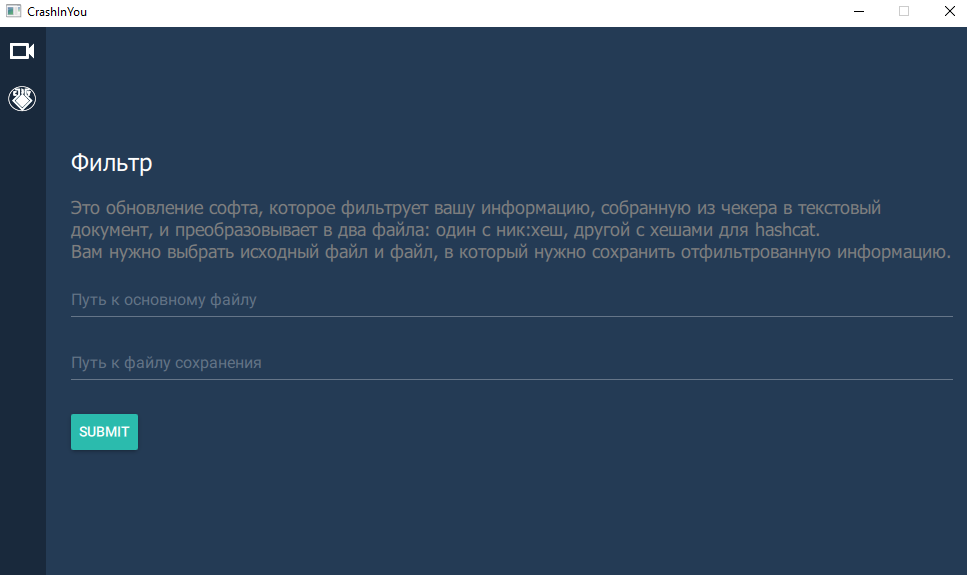 CrashInYou
Фильтр
Это обновление софта, которое фильтрует вашу информацию, собранную из чекера в текстовый
документ, и преобразовывает в два файла: один с ник:хеш, другой с хешами для hashcat.
Вам нужно выбрать исходный файл и файл, в который нужно сохранить отфильтрованную информацию.
Путь к основному файлу
Путь к файлу сохранения
SUBMIT